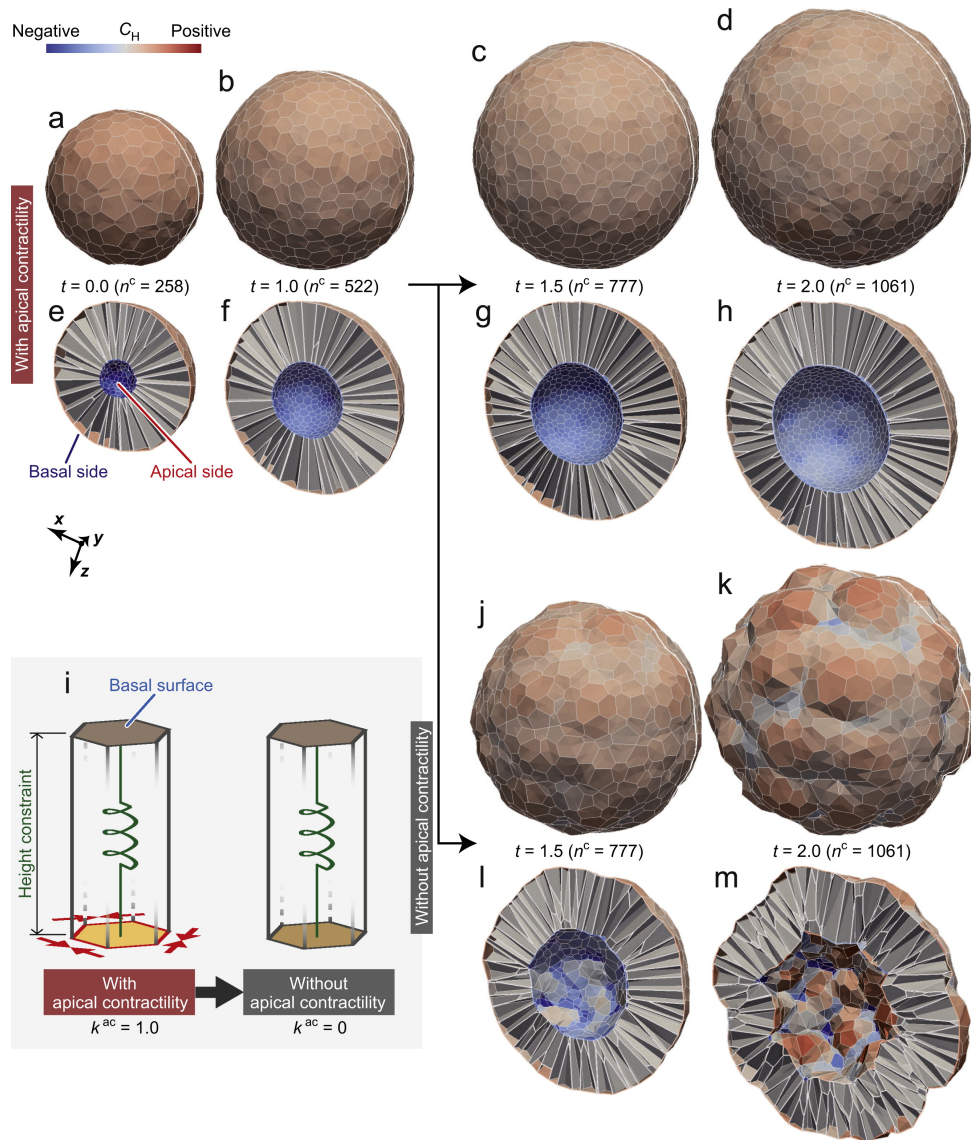 Negative C_H Positive
a
b
c
d
With apical contractility
t = 0.0 (n^c = 258)
t = 1.0 (n^c = 522)
t = 1.5 (n^c = 777)
t = 2.0 (n^c = 1061)
e
f
g
h
Basal side
Apical side
x
y
z
i
Basal surface
Height constraint
With
apical contractility
k^ac = 1.0
Without
apical contractility
k^ac = 0
Without apical contractility
j
k
t = 1.5 (n^c = 777)
t = 2.0 (n^c = 1061)
l
m